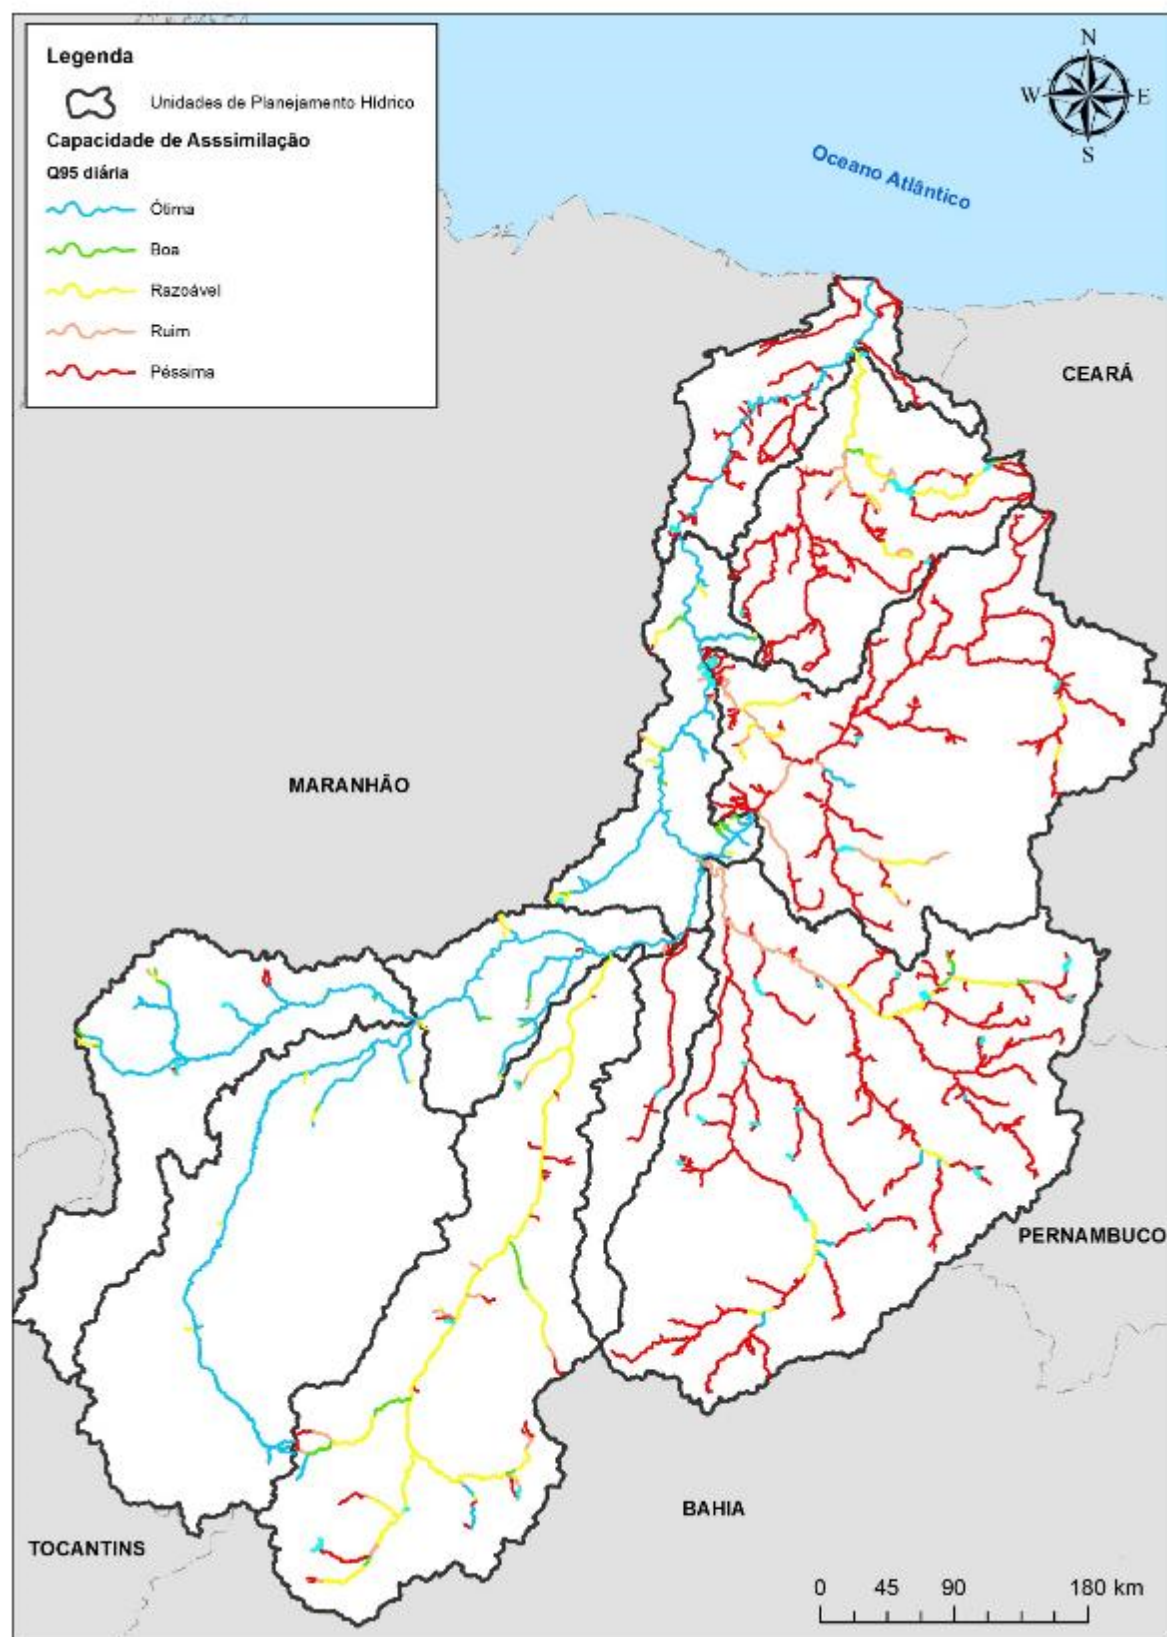 Legenda
Unidades de Planejamento Hídrico
Capacidade de Asssimilação
Q95 diária
Ótima
Boa
Razoável
Ruim
Péssima
N
W
E
S
Oceano Atlântico
CEARÁ
MARANHÃO
PERNAMBUCO
BAHIA
TOCANTINS
0 45 90 180 km